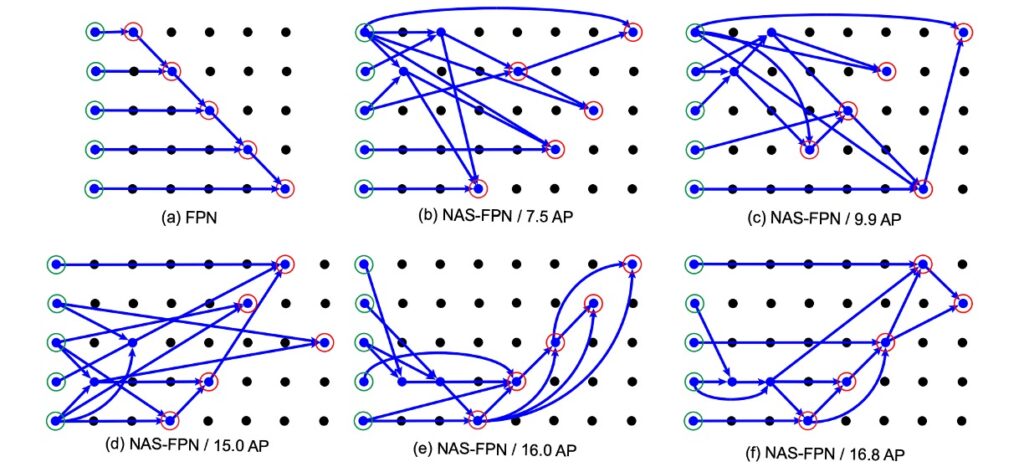 (a) FPN
(b) NAS-FPN / 7.5 AP
(c) NAS-FPN / 9.9 AP
(d) NAS-FPN / 15.0 AP
(e) NAS-FPN / 16.0 AP
(f) NAS-FPN / 16.8 AP